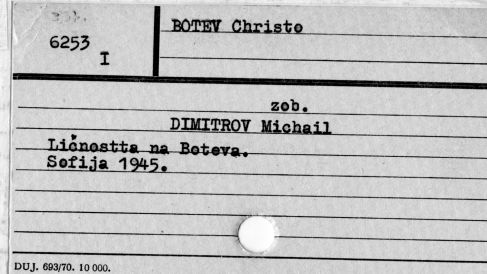 6253
I
BOTEV Christo
zob.
DIMITROV Michail
Ličnostta na Boteva.
Sofija 1945.
DUJ. 693/70. 10 000.